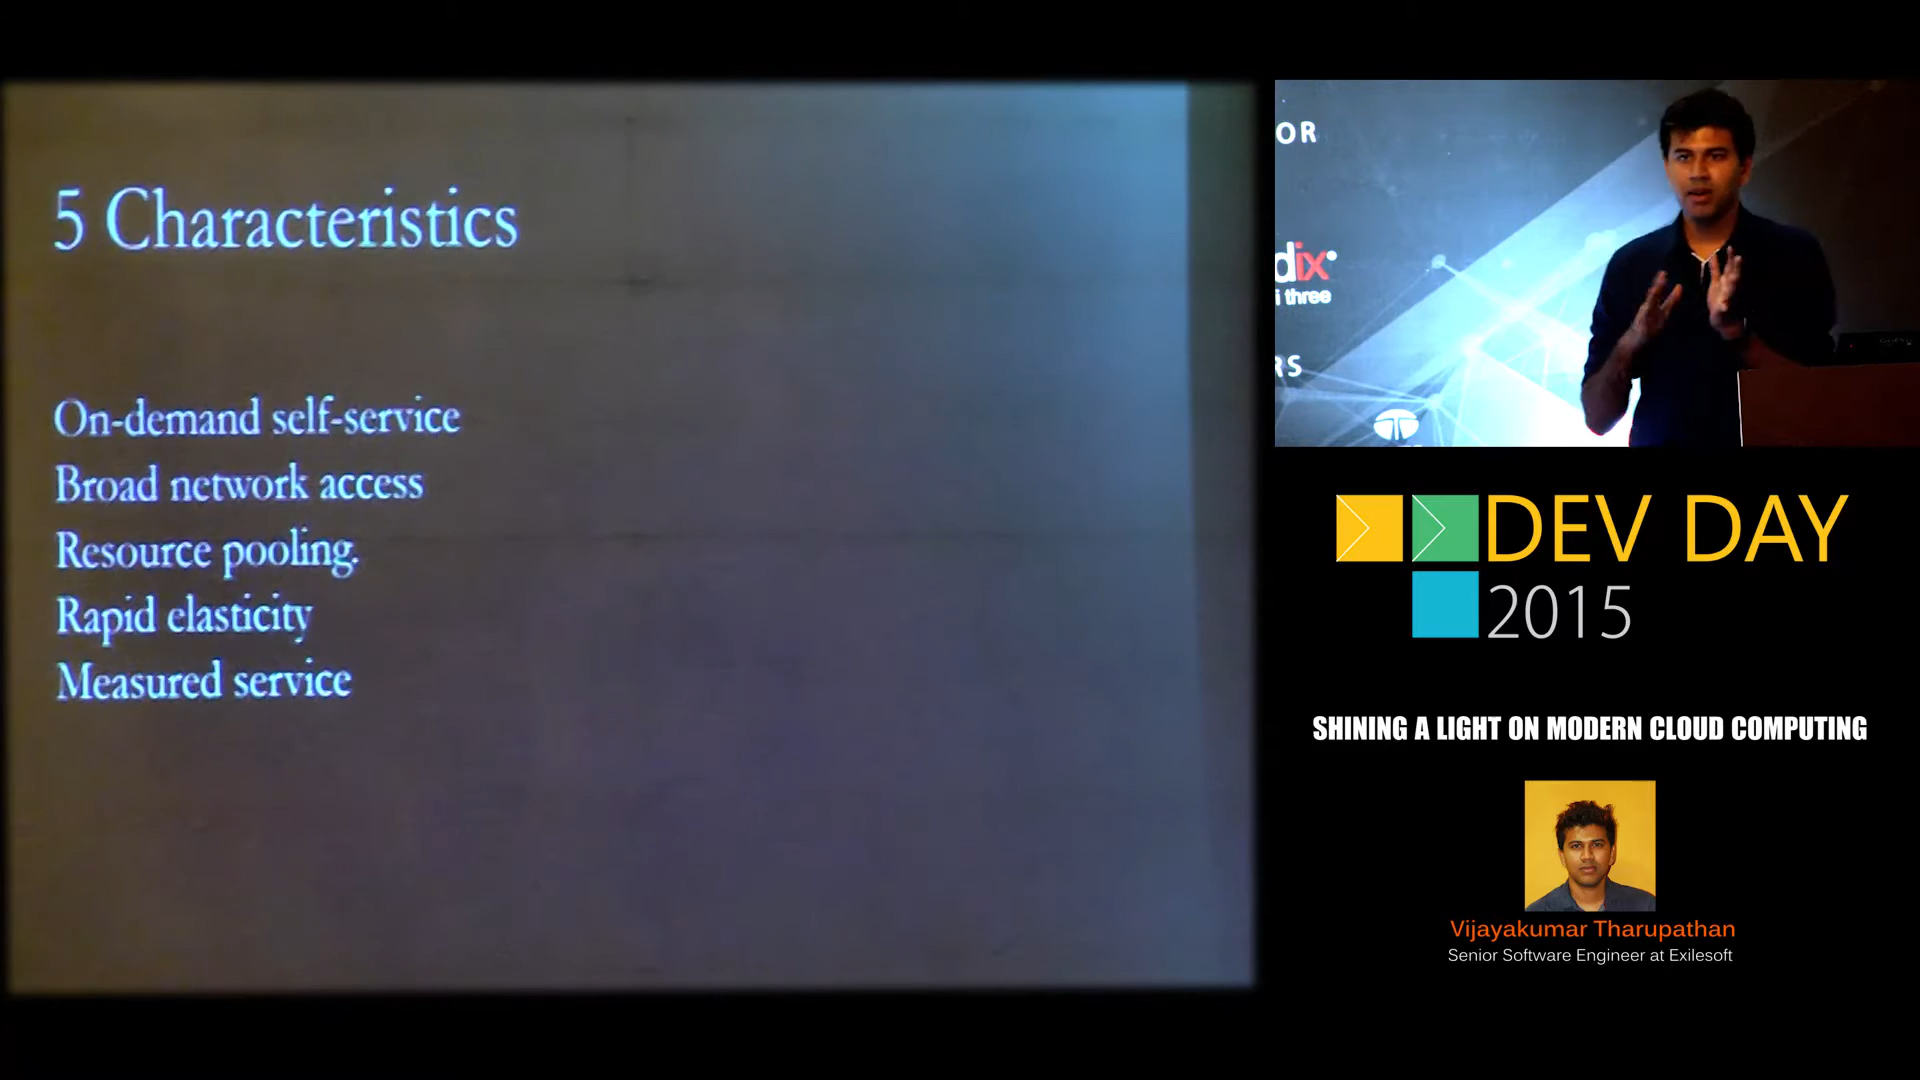 5 Characteristics
On-demand self-service
Broad network access
Resource pooling.
Rapid elasticity
Measured service
OR
dix
i three
RS
DEV DAY
2015
SHINING A LIGHT ON MODERN CLOUD COMPUTING
Vijayakumar Tharupathan
Senior Software Engineer at Exilesoft